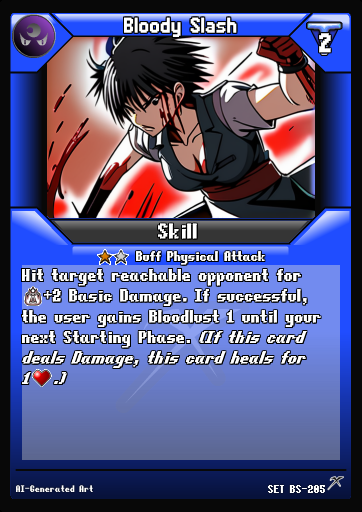 Bloody Slash
2
Skill
Buff Physical Attack
Hit target reachable opponent for
+2 Basic Damage. If successful,
the user gains Bloodlust 1 until your
next Starting Phase. (If this card
deals Damage, this card heals for
1❤.)
AI-Generated Art
SET BS-205